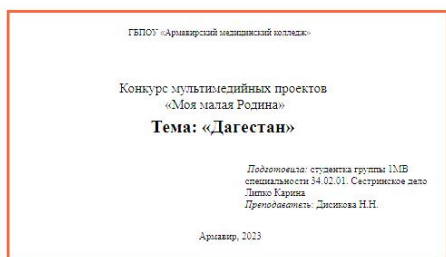 ГБПОУ «Армавирский медицинский колледж»
Конкурс мультимедийных проектов
«Моя малая Родина»
Тема: «Дагестан»
Подготовила: студентка группы 1МВ
специальности 34.02.01. Сестринское дело
Липко Карина
Преподаватель: Дисикова Н.Н.
Армавир, 2023